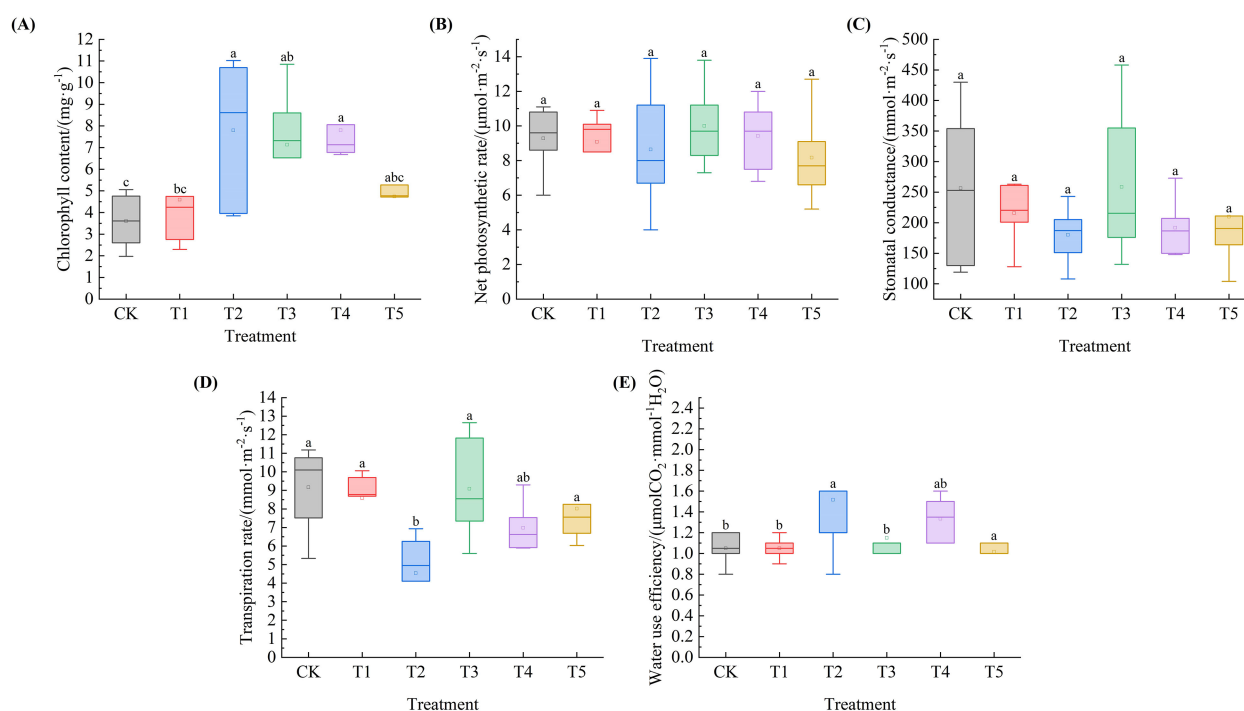 (A)
Chlorophyll content/(mg·g⁻¹)
12
11
10
9
8
7
6
5
4
3
2
1
0
c
bc
a
ab
a
abc
CK T1 T2 T3 T4 T5
Treatment
(B)
Net photosynthetic rate/(μmol·m⁻²·s⁻¹)
14
12
10
8
6
4
2
0
a
a
a
a
a
a
CK T1 T2 T3 T4 T5
Treatment
(C)
Stomatal conductance/(mmol·m⁻²·s⁻¹)
500
450
400
350
300
250
200
150
100
a
a
a
a
a
a
CK T1 T2 T3 T4 T5
Treatment
(D)
Transpiration rate/(mmol·m⁻²·s⁻¹)
14
13
12
11
10
9
8
7
6
5
4
3
2
1
0
a
a
b
a
ab
a
CK T1 T2 T3 T4 T5
Treatment
(E)
Water use efficiency/(μmolCO₂·mmol⁻¹H₂O)
2.4
2.2
2.0
1.8
1.6
1.4
1.2
1.0
0.8
0.6
0.4
0.2
0.0
b
b
a
b
ab
a
CK T1 T2 T3 T4 T5
Treatment